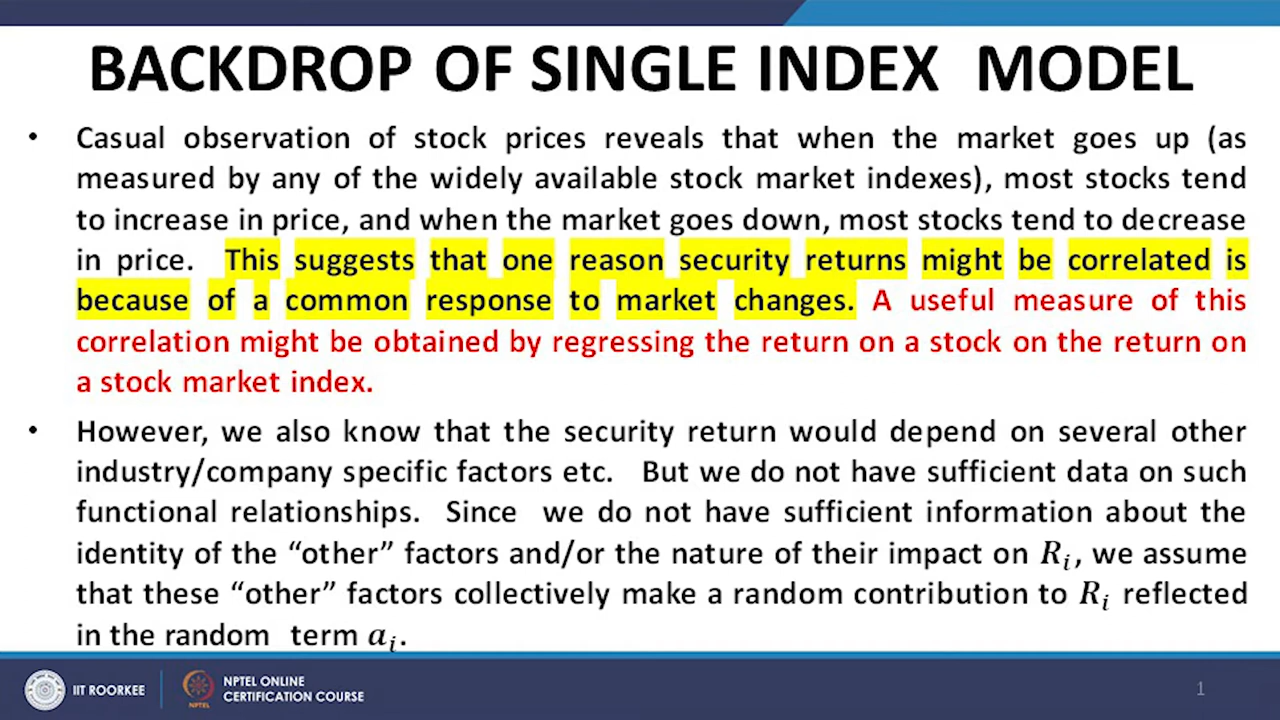 BACKDROP OF SINGLE INDEX MODEL
• Casual observation of stock prices reveals that when the market goes up (as
measured by any of the widely available stock market indexes), most stocks tend
to increase in price, and when the market goes down, most stocks tend to decrease
in price. This suggests that one reason security returns might be correlated is
because of a common response to market changes. A useful measure of this
correlation might be obtained by regressing the return on a stock on the return on
a stock market index.
• However, we also know that the security return would depend on several other
industry/company specific factors etc. But we do not have sufficient data on such
functional relationships. Since we do not have sufficient information about the
identity of the “other” factors and/or the nature of their impact on Rᵢ, we assume
that these “other” factors collectively make a random contribution to Rᵢ reflected
in the random term aᵢ.
IIT ROORKEE
NPTEL
NPTEL ONLINE
CERTIFICATION COURSE
1